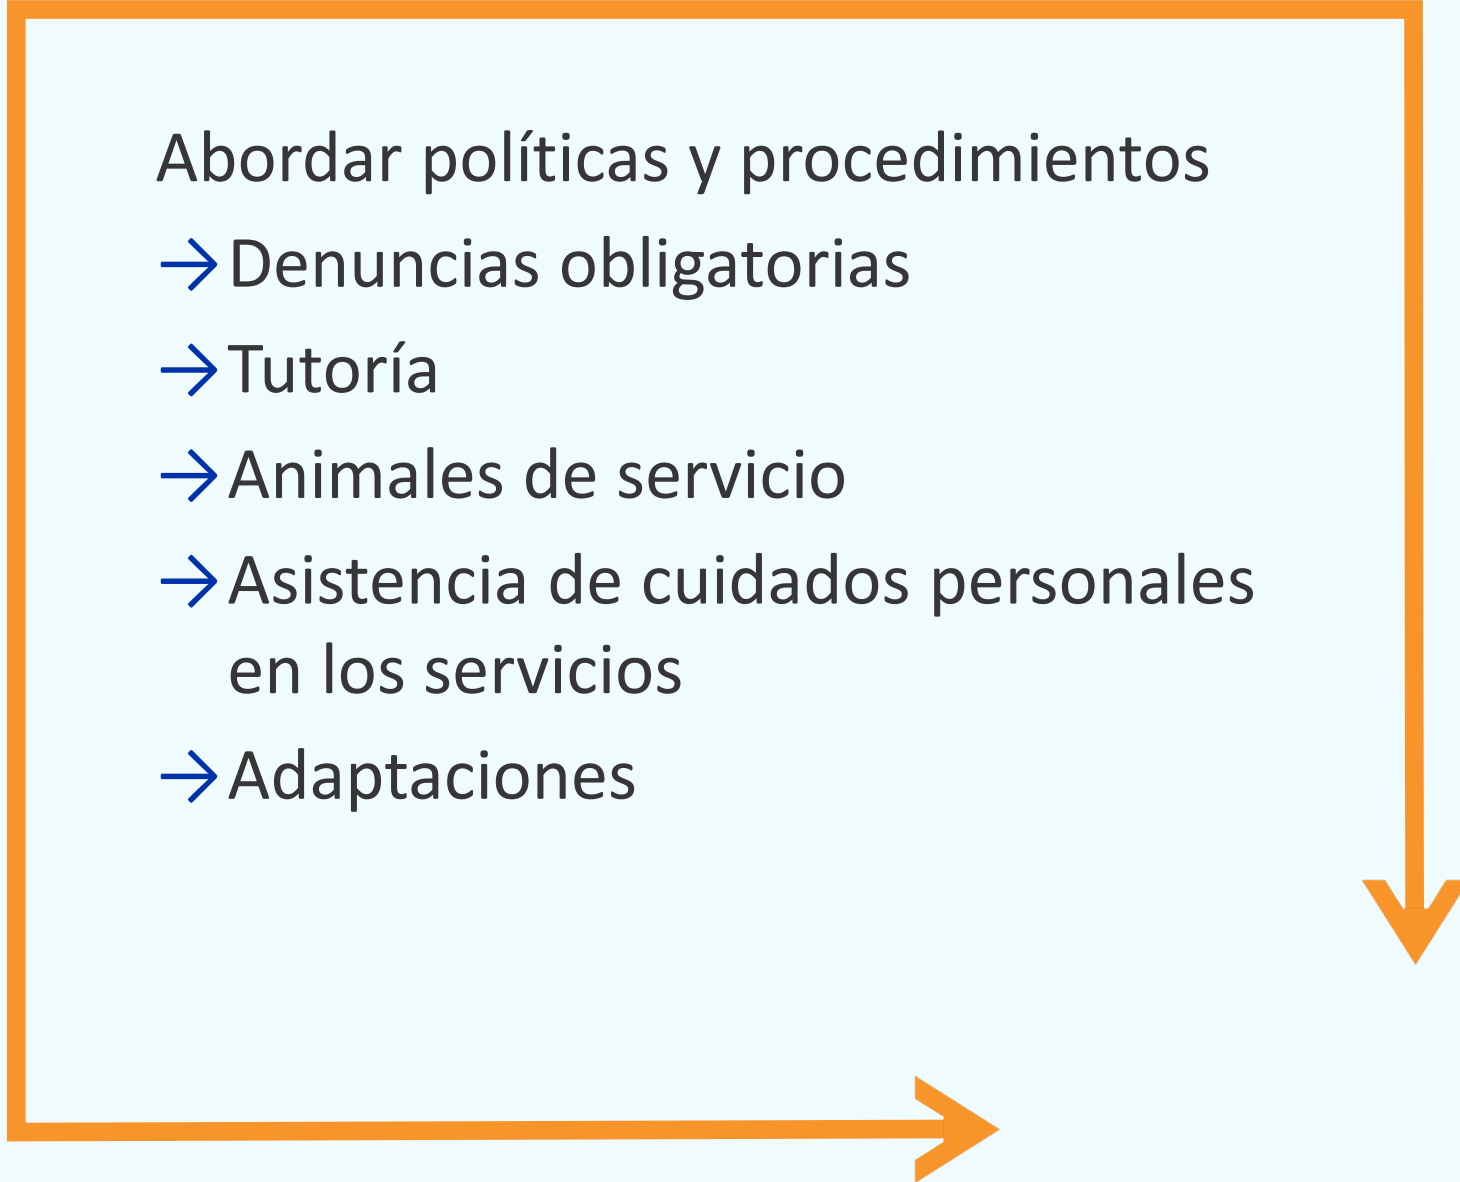 Abordar políticas y procedimientos
→Denuncias obligatorias
→Tutoría
→Animales de servicio
→Asistencia de cuidados personales
en los servicios
→Adaptaciones